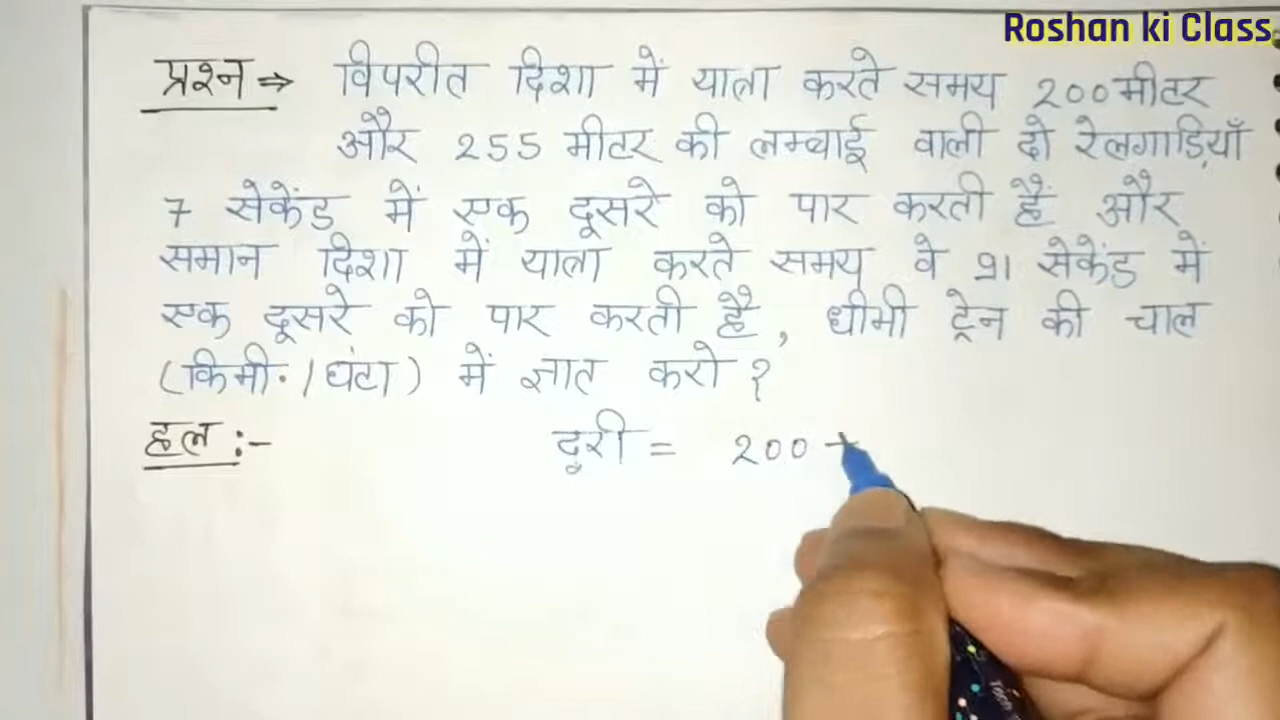 Roshan ki Class
प्रश्न ⇒ विपरीत दिशा में यात्रा करते समय 200 मीटर
और 255 मीटर की लम्बाई वाली दो रेलगाड़ियाँ
7 सेकेंड में एक दूसरे को पार करती हैं और
समान दिशा में यात्रा करते समय वे 91 सेकेंड में
एक दूसरे को पार करती है, धीमी ट्रेन की चाल
(किमी. / घंटा) में ज्ञात करो ?
हल :- दूरी = 200 +